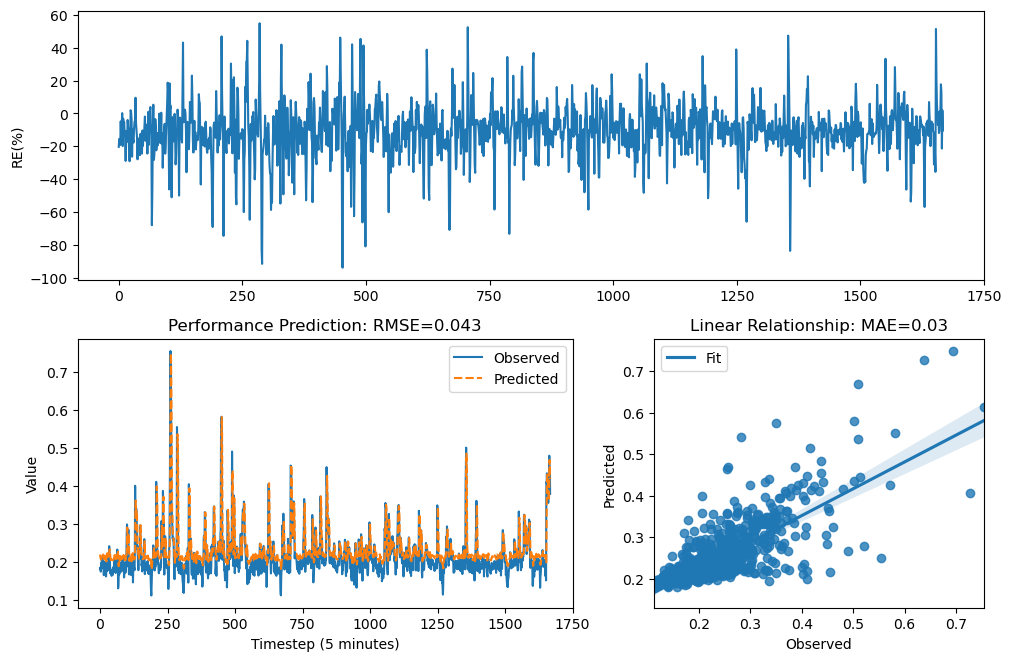 RE(%)
60
40
20
0
−20
−40
−60
−80
−100
0 250 500 750 1000 1250 1500 1750
Performance Prediction: RMSE=0.043
Value
0.7
0.6
0.5
0.4
0.3
0.2
0.1
Observed
Predicted
0 250 500 750 1000 1250 1500 1750
Timestep (5 minutes)
Linear Relationship: MAE=0.03
Predicted
0.7
0.6
0.5
0.4
0.3
0.2
Fit
0.2 0.3 0.4 0.5 0.6 0.7
Observed